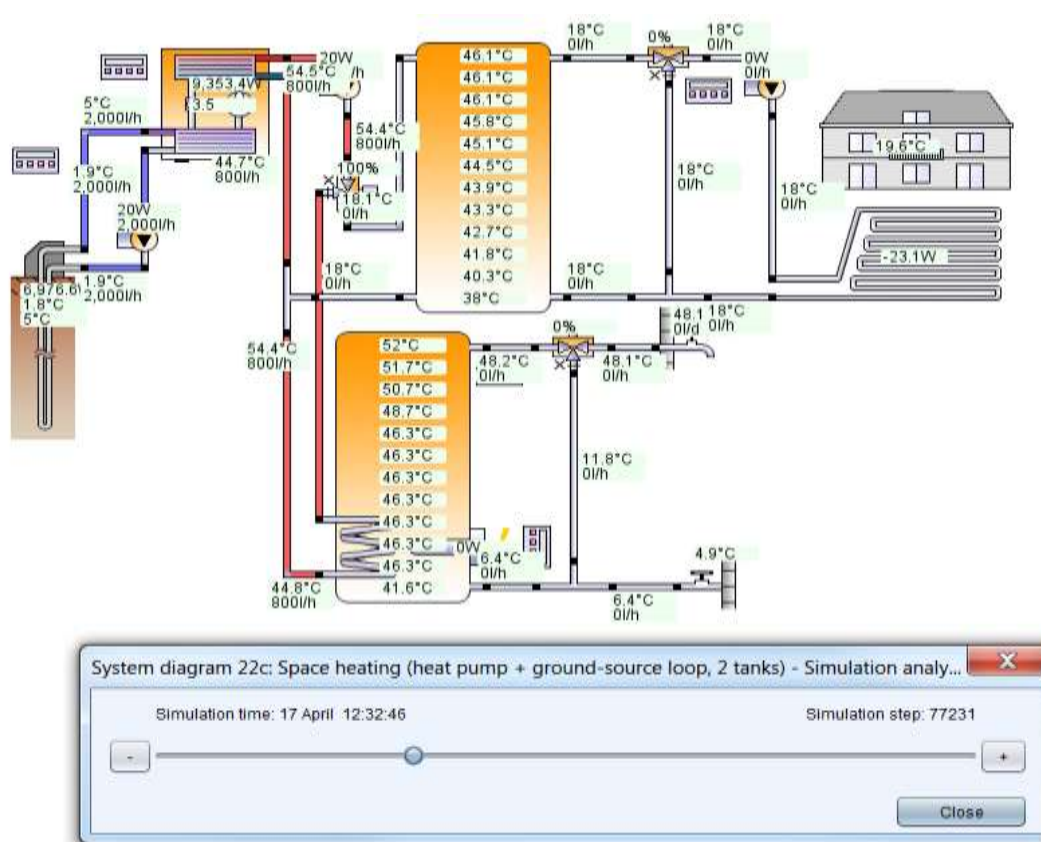 18°C
0l/h
0%
18°C
0l/h
20W
54.5°C
/h
800l/h
46.1°C
0W
0l/h
9,353.4W
3.5
46.1°C
5°C
2,000l/h
46.1°C
45.8°C
54.4°C
800l/h
45.1°C
19.6°C
44.7°C
800l/h
100%
44.5°C
1.9°C
2,000l/h
18°C
0l/h
43.9°C
18.1°C
0l/h
18°C
0l/h
43.3°C
20W
2,000l/h
42.7°C
41.8°C
-23.1W
18°C
0l/h
40.3°C
18°C
0l/h
1.9°C
2,000l/h
38°C
1.8°C
5°C
48.1
0l/d
18°C
0l/h
0%
52°C
54.4°C
800l/h
48.2°C
0l/h
48.1°C
0l/h
51.7°C
50.7°C
48.7°C
46.3°C
46.3°C
46.3°C
11.8°C
0l/h
46.3°C
46.3°C
46.3°C
0W
6.4°C
0l/h
4.9°C
46.3°C
41.6°C
44.8°C
800l/h
6.4°C
0l/h
System diagram 22c: Space heating (heat pump + ground-source loop, 2 tanks) - Simulation analy...
Simulation time: 17 April 12:32:46
Simulation step: 77231
-
+
Close